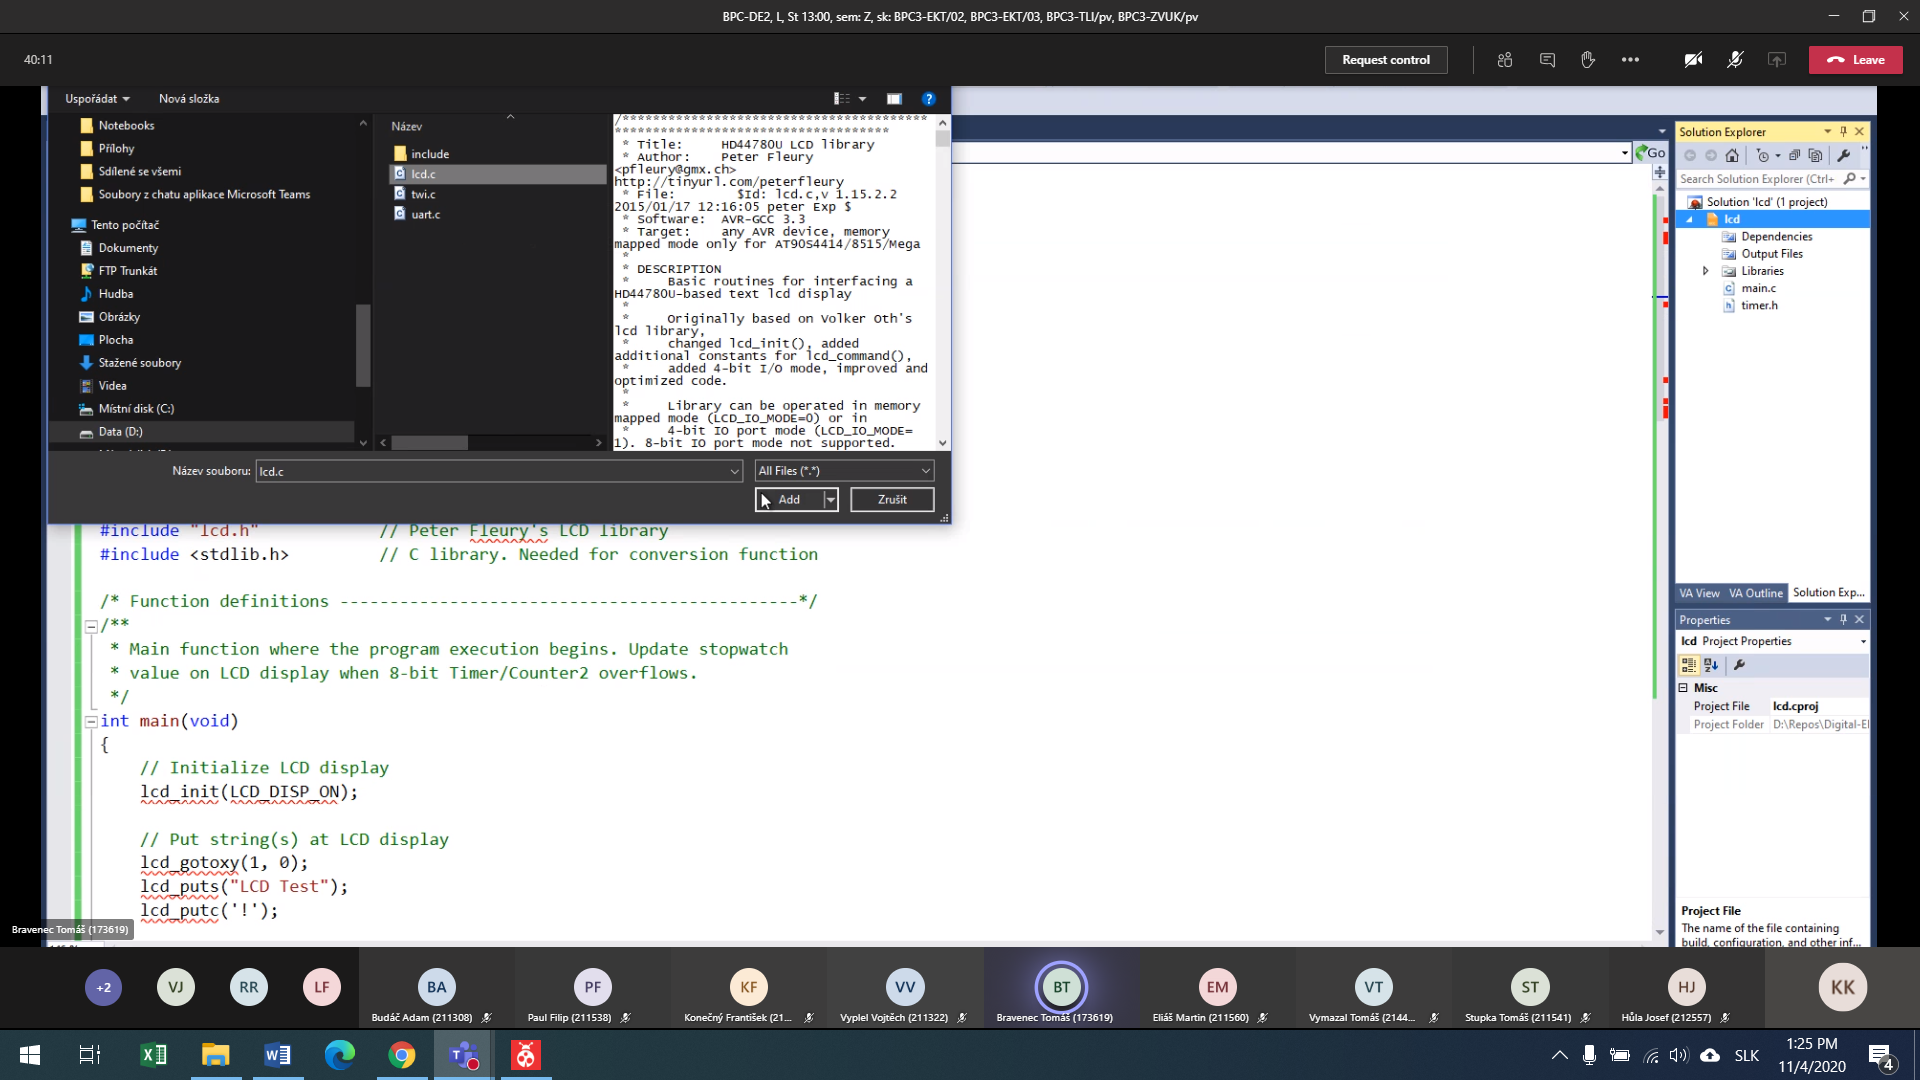 BPC-DE2, L, St 13:00, sem: Z, sk: BPC3-EKT/02, BPC3-EKT/03, BPC3-TLI/pv, BPC3-ZVUK/pv
40:11
Request control
Leave
Uspořádat
Nová složka
Notebooks
Přílohy
Sdílené se všemi
Soubory z chatu aplikace Microsoft Teams
Tento počítač
Dokumenty
FTP Trunkát
Hudba
Obrázky
Plocha
Stažené soubory
Videa
Místní disk (C:)
Data (D:)
Název
include
lcd.c
twi.c
uart.c
/***************************************
***********************************
* Title:     HD44780U LCD library
* Author:    Peter Fleury
<pfleury@gmx.ch>
http://tinyurl.com/peterfleury
* File:        $Id: lcd.c,v 1.15.2.2
2015/01/17 12:16:05 peter Exp $
* Software:  AVR-GCC 3.3
* Target:    any AVR device, memory
mapped mode only for AT90S4414/8515/Mega
*
* DESCRIPTION
*     Basic routines for interfacing a
HD44780U-based text lcd display
*
*     Originally based on Volker Oth's
lcd library,
*     changed lcd_init(), added
additional constants for lcd_command(),
*     added 4-bit I/O mode, improved and
optimized code.
*
*     Library can be operated in memory
mapped mode (LCD_IO_MODE=0) or in
*     4-bit IO port mode (LCD_IO_MODE=
1). 8-bit IO port mode not supported.
Název souboru:
lcd.c
All Files (*.*)
Add
Zrušit
#include "lcd.h"            // Peter Fleury's LCD library
#include <stdlib.h>         // C library. Needed for conversion function
/* Function definitions ----------------------------------------------*/
/**
* Main function where the program execution begins. Update stopwatch
* value on LCD display when 8-bit Timer/Counter2 overflows.
*/
int main(void)
{
// Initialize LCD display
lcd_init(LCD_DISP_ON);
// Put string(s) at LCD display
lcd_gotoxy(1, 0);
lcd_puts("LCD Test");
lcd_putc('!');
Go
Solution Explorer
Search Solution Explorer (Ctrl+
Solution 'lcd' (1 project)
lcd
Dependencies
Output Files
Libraries
main.c
timer.h
VA View
VA Outline
Solution Exp...
Properties
lcd Project Properties
Misc
Project File
lcd.cproj
Project Folder
D:\Repos\Digital-El
Project File
The name of the file containing
build, configuration, and other inf...
Bravenec Tomáš (173619)
+2
VJ
RR
LF
BA
Budáč Adam (211308)
PF
Paul Filip (211538)
KF
Konečný František (21...
VV
Vyplel Vojtěch (211322)
BT
Bravenec Tomáš (173619)
EM
Eliáš Martin (211560)
VT
Vymazal Tomáš (2144...
ST
Stupka Tomáš (211541)
HJ
Hůla Josef (212557)
KK
SLK
1:25 PM
11/4/2020
4